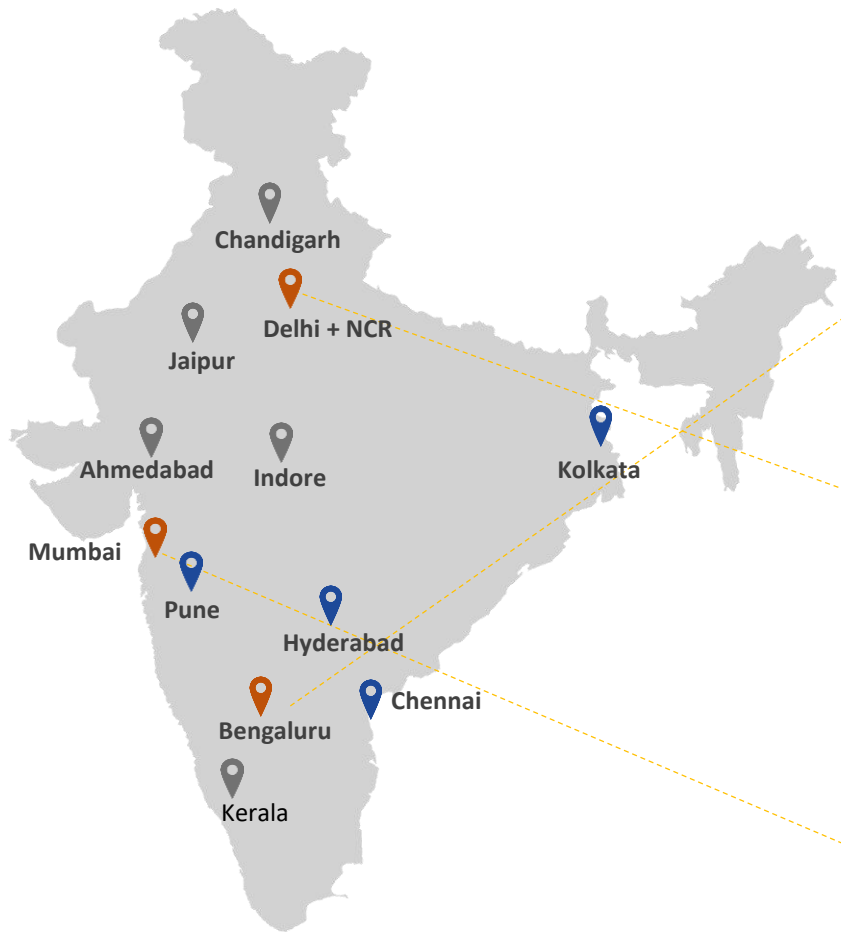 Chandigarh
Delhi + NCR
Jaipur
Ahmedabad
Indore
Kolkata
Mumbai
Pune
Hyderabad
Chennai
Bengaluru
Kerala